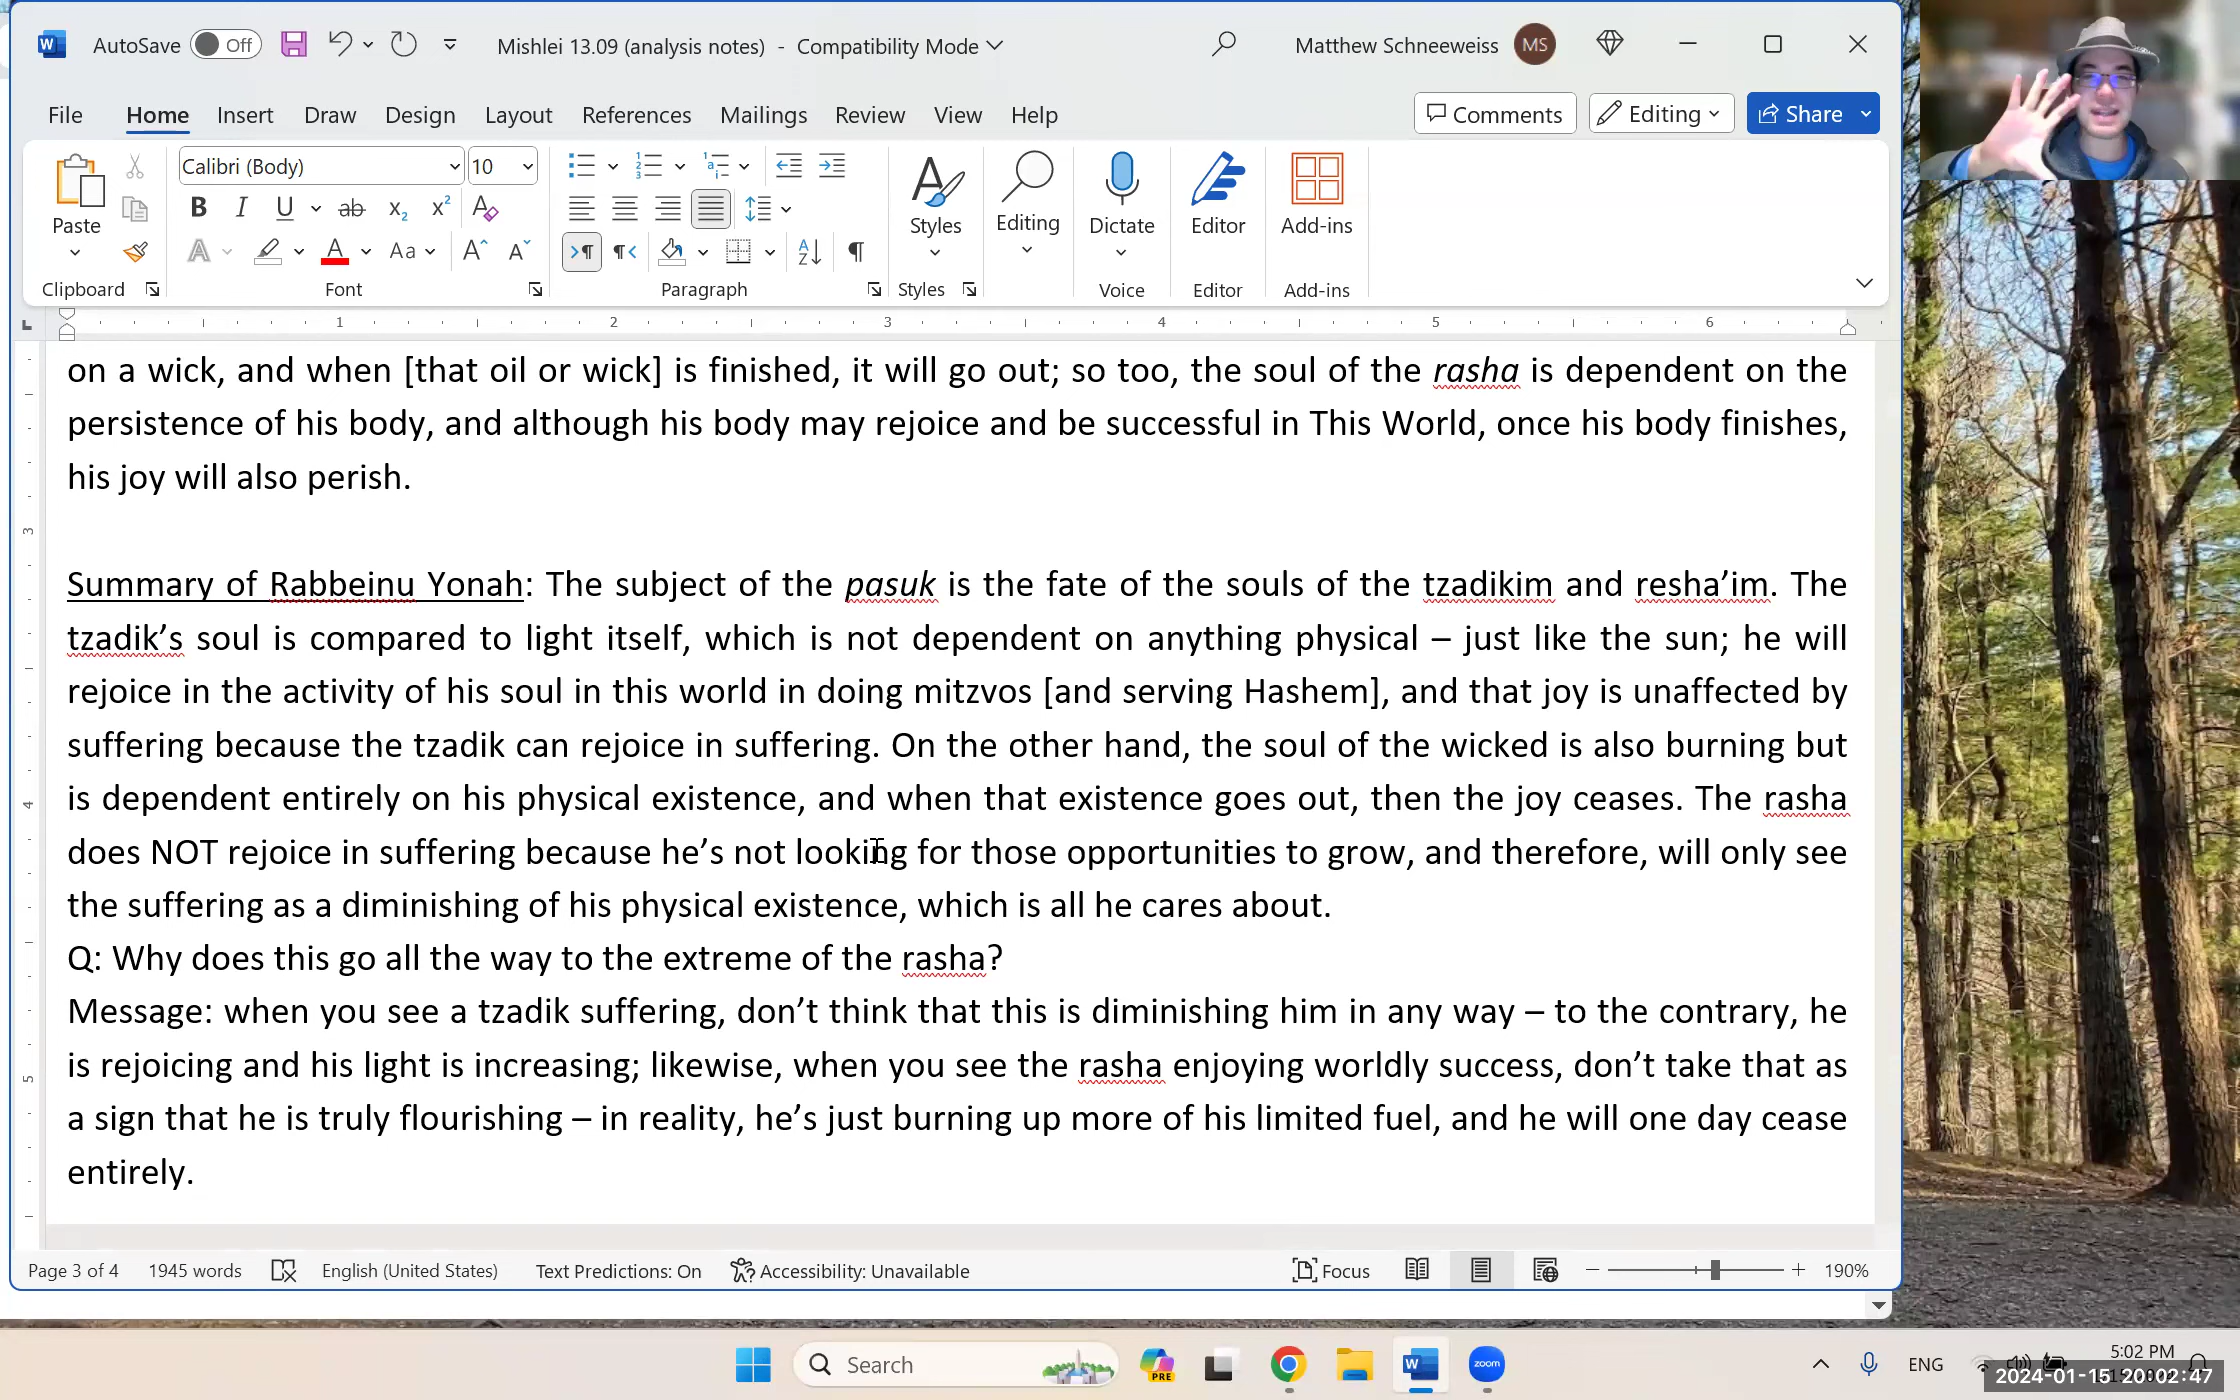 AutoSave Off Mishlei 13.09 (analysis notes) - Compatibility Mode Matthew Schneeweiss MS
File Home Insert Draw Design Layout References Mailings Review View Help Comments Editing Share
Paste Calibri (Body) 10 Styles Editing Dictate Editor Add-ins
Clipboard Font Paragraph Styles Voice Editor Add-ins
1 2 3 4 5 6
on a wick, and when [that oil or wick] is finished, it will go out; so too, the soul of the rasha is dependent on the
persistence of his body, and although his body may rejoice and be successful in This World, once his body finishes,
his joy will also perish.
3
Summary of Rabbeinu Yonah: The subject of the pasuk is the fate of the souls of the tzadikim and resha’im. The
tzadik’s soul is compared to light itself, which is not dependent on anything physical – just like the sun; he will
rejoice in the activity of his soul in this world in doing mitzvos [and serving Hashem], and that joy is unaffected by
suffering because the tzadik can rejoice in suffering. On the other hand, the soul of the wicked is also burning but
is dependent entirely on his physical existence, and when that existence goes out, then the joy ceases. The rasha
4
does NOT rejoice in suffering because he’s not looking for those opportunities to grow, and therefore, will only see
the suffering as a diminishing of his physical existence, which is all he cares about.
Q: Why does this go all the way to the extreme of the rasha?
Message: when you see a tzadik suffering, don’t think that this is diminishing him in any way – to the contrary, he
is rejoicing and his light is increasing; likewise, when you see the rasha enjoying worldly success, don’t take that as
5
a sign that he is truly flourishing – in reality, he’s just burning up more of his limited fuel, and he will one day cease
entirely.
Page 3 of 4 1945 words English (United States) Text Predictions: On Accessibility: Unavailable Focus 190%
Search PRE zoom ENG 5:02 PM
2024-01-15 20:02:47